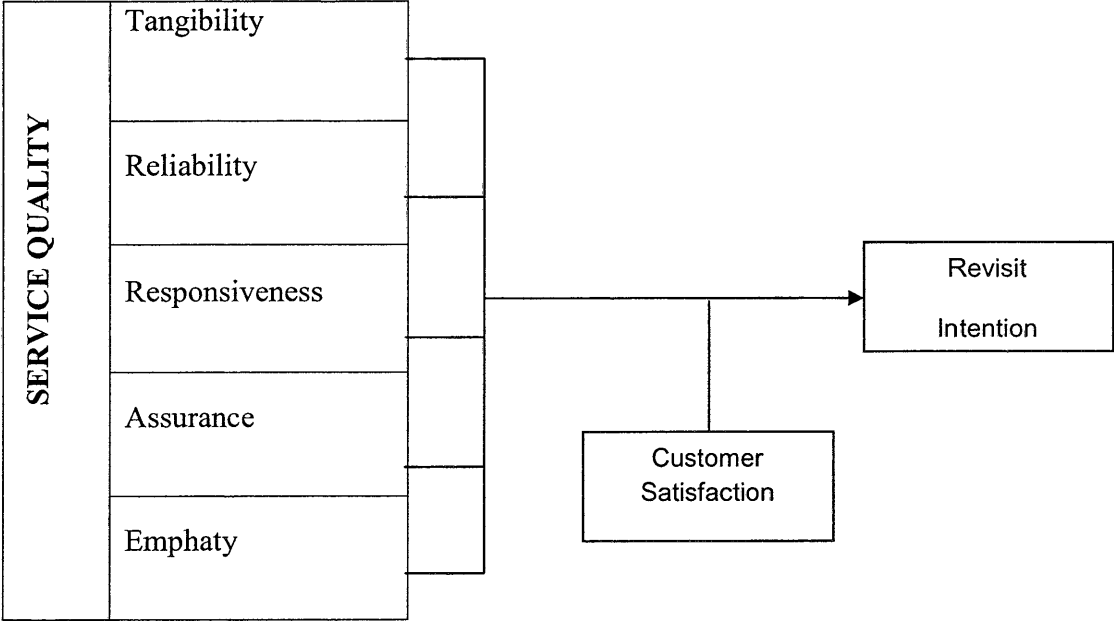 SERVICE QUALITY
Tangibility
Reliability
Responsiveness
Assurance
Emphaty
Revisit
Intention
Customer
Satisfaction